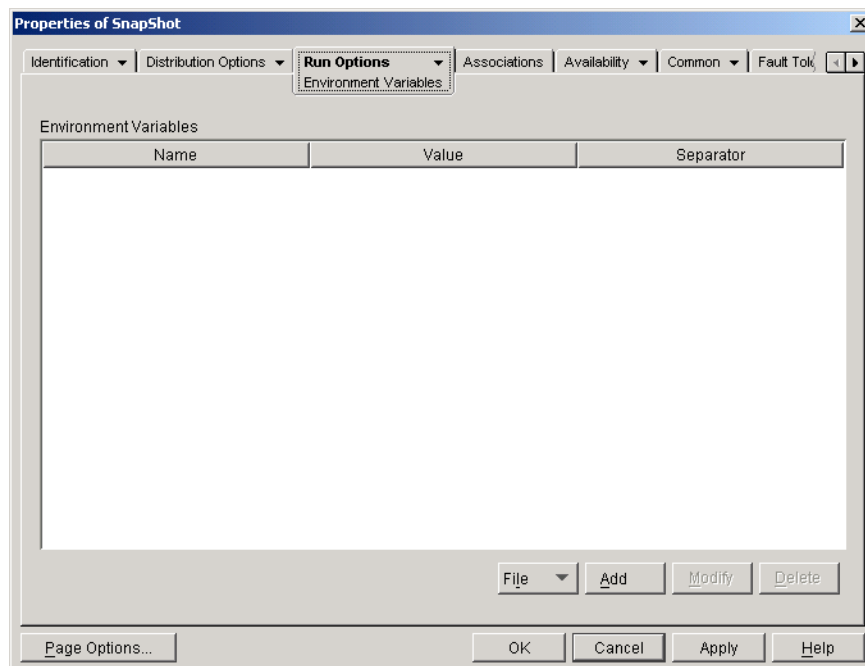 Properties of SnapShot
Identification Distribution Options Run Options Associations Availability Common Fault
Environment Variables
Environment Variables
Name Value Separator
File Add Modify Delete
Page Options... OK Cancel Apply Help